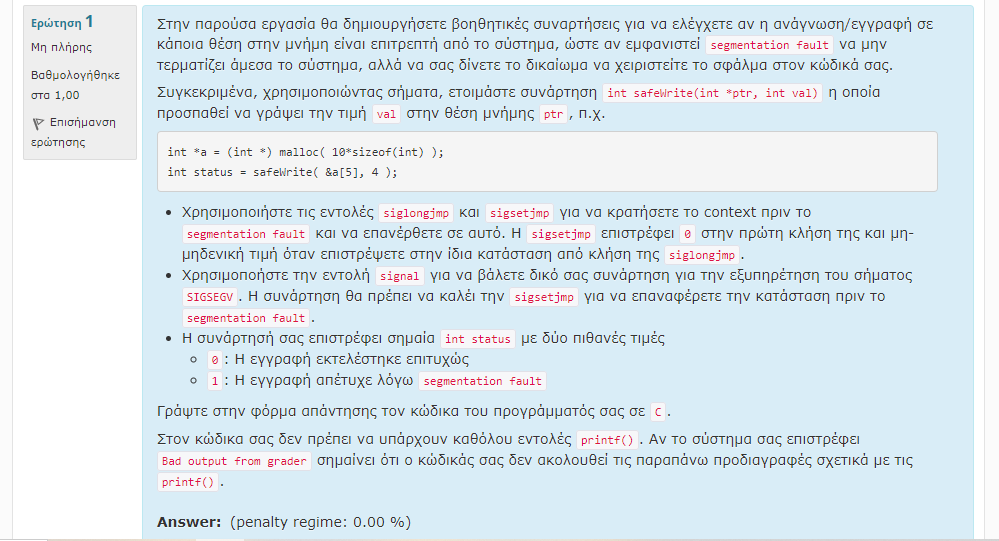 Ερώτηση 1
Μη πλήρης
Βαθμολογήθηκε
στα 1,00
Επισήμανση
ερώτησης
Στην παρούσα εργασία θα δημιουργήσετε βοηθητικές συναρτήσεις για να ελέγχετε αν η ανάγνωση/εγγραφή σε
κάποια θέση στην μνήμη είναι επιτρεπτή από το σύστημα, ώστε αν εμφανιστεί segmentation fault να μην
τερματίζει άμεσα το σύστημα, αλλά να σας δίνετε το δικαίωμα να χειριστείτε το σφάλμα στον κώδικά σας.
Συγκεκριμένα, χρησιμοποιώντας σήματα, ετοιμάστε συνάρτηση int safeWrite(int *ptr, int val) η οποία
προσπαθεί να γράψει την τιμή val στην θέση μνήμης ptr , π.χ.
int *a = (int *) malloc( 10*sizeof(int) );
int status = safeWrite( &a[5], 4 );
• Χρησιμοποιήστε τις εντολές siglongjmp και sigsetjmp για να κρατήσετε το context πριν το
segmentation fault και να επανέρθετε σε αυτό. Η sigsetjmp επιστρέφει 0 στην πρώτη κλήση της και μη-
μηδενική τιμή όταν επιστρέψετε στην ίδια κατάσταση από κλήση της siglongjmp .
• Χρησιμοποήστε την εντολή signal για να βάλετε δικό σας συνάρτηση για την εξυπηρέτηση του σήματος
SIGSEGV . Η συνάρτηση θα πρέπει να καλέι την sigsetjmp για να επαναφέρετε την κατάσταση πριν το
segmentation fault .
• Η συνάρτησή σας επιστρέφει σημαία int status με δύο πιθανές τιμές
◦ 0 : Η εγγραφή εκτελέστηκε επιτυχώς
◦ 1 : Η εγγραφή απέτυχε λόγω segmentation fault
Γράψτε στην φόρμα απάντησης τον κώδικα του προγράμματός σας σε C .
Στον κώδικα σας δεν πρέπει να υπάρχουν καθόλου εντολές printf() . Αν το σύστημα σας επιστρέφει
Bad output from grader σημαίνει ότι ο κώδικάς σας δεν ακολουθεί τις παραπάνω προδιαγραφές σχετικά με τις
printf() .
Answer: (penalty regime: 0.00 %)